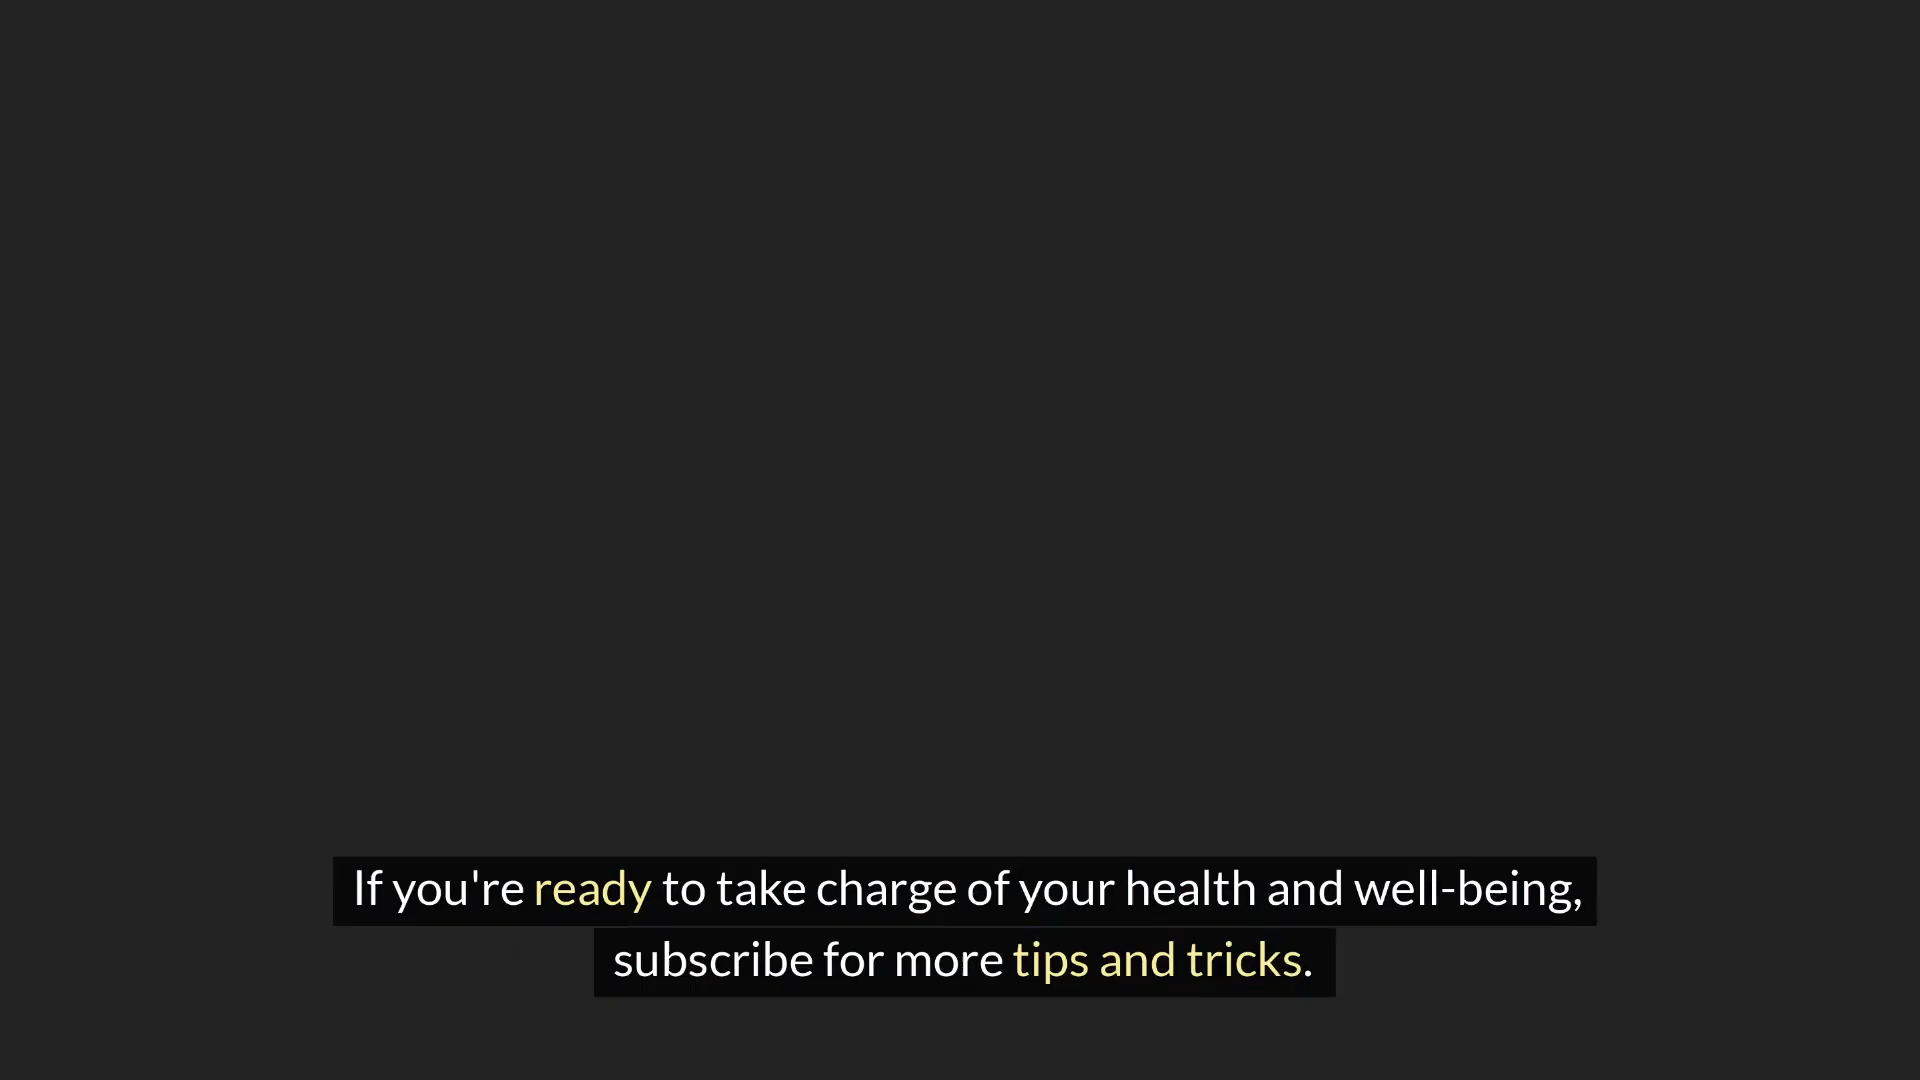 If you're ready to take charge of your health and well-being,
subscribe for more tips and tricks.